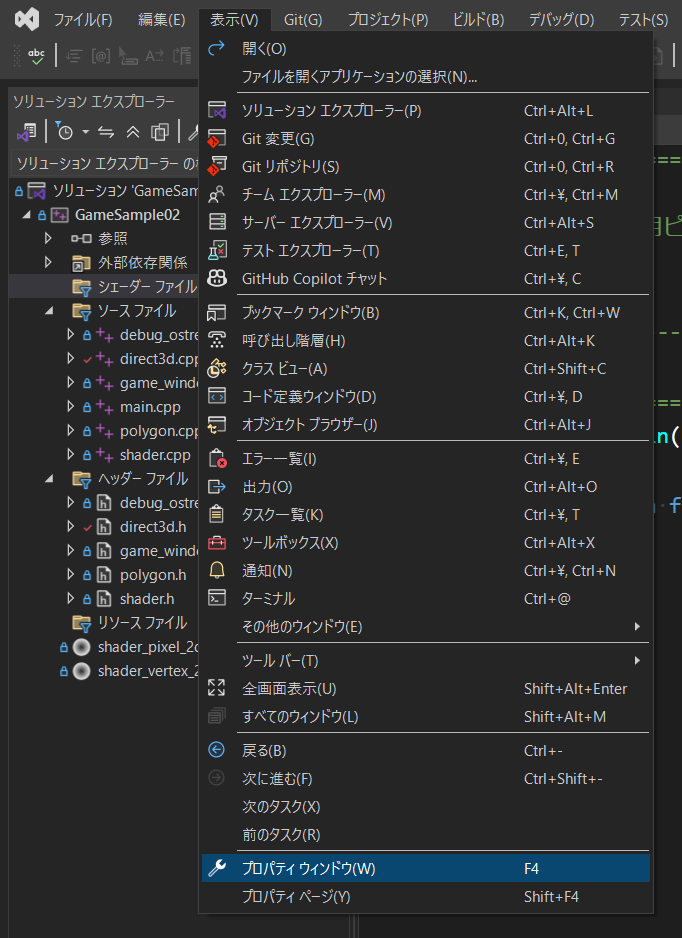 ファイル(F) 編集(E) 表示(V) Git(G) プロジェクト(P) ビルド(B) デバッグ(D) テスト(S)
abc
ソリューション エクスプローラー
ソリューション エクスプローラー の
ソリューション 'GameSam
GameSample02
参照
外部依存関係
シェーダー ファイル
ソース ファイル
debug_ostre
direct3d.cpp
game_windo
main.cpp
polygon.cpp
shader.cpp
ヘッダー ファイル
debug_ostre
direct3d.h
game_windo
polygon.h
shader.h
リソース ファイル
shader_pixel_2d
shader_vertex_2
開く(O)
ファイルを開くアプリケーションの選択(N)...
ソリューション エクスプローラー(P) Ctrl+Alt+L
Git 変更(G) Ctrl+0, Ctrl+G
Git リポジトリ(S) Ctrl+0, Ctrl+R
チーム エクスプローラー(M) Ctrl+¥, Ctrl+M
サーバー エクスプローラー(V) Ctrl+Alt+S
テスト エクスプローラー(T) Ctrl+E, T
GitHub Copilot チャット Ctrl+¥, C
ブックマーク ウィンドウ(B) Ctrl+K, Ctrl+W
呼び出し階層(H) Ctrl+Alt+K
クラス ビュー(A) Ctrl+Shift+C
コード定義ウィンドウ(D) Ctrl+¥, D
オブジェクト ブラウザー(J) Ctrl+Alt+J
エラー一覧(I) Ctrl+¥, E
出力(O) Ctrl+Alt+O
タスク一覧(K) Ctrl+¥, T
ツールボックス(X) Ctrl+Alt+X
通知(N) Ctrl+¥, Ctrl+N
ターミナル Ctrl+@
その他のウィンドウ(E)
ツール バー(T)
全画面表示(U) Shift+Alt+Enter
すべてのウィンドウ(L) Shift+Alt+M
戻る(B) Ctrl+-
次に進む(F) Ctrl+Shift+-
次のタスク(X)
前のタスク(R)
プロパティ ウィンドウ(W) F4
プロパティ ページ(Y) Shift+F4